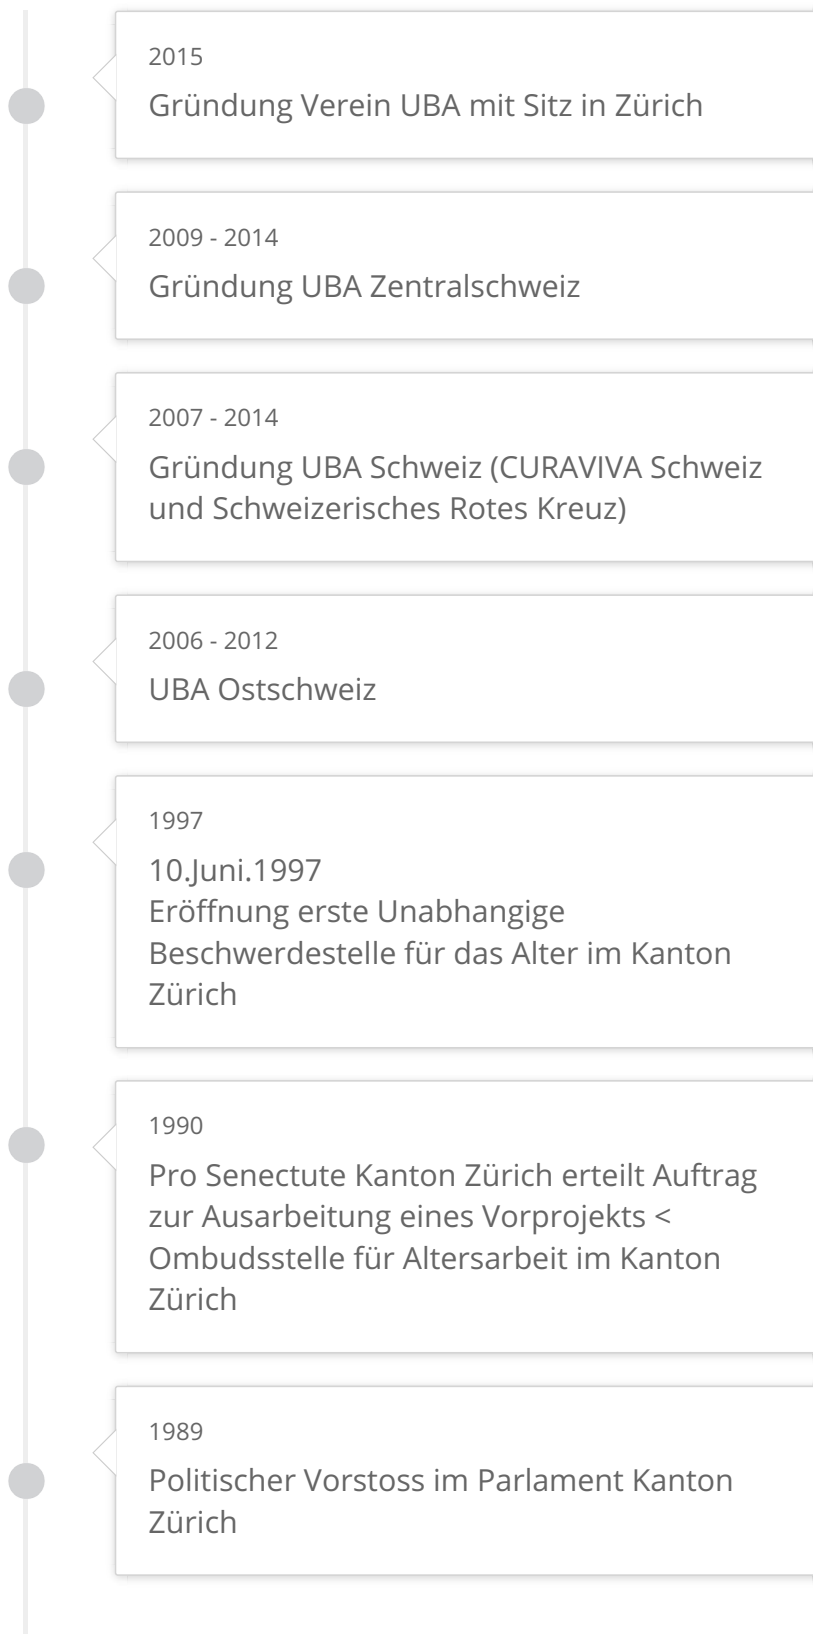 2015
Gründung Verein UBA mit Sitz in Zürich
2009 - 2014
Gründung UBA Zentralschweiz
2007 - 2014
Gründung UBA Schweiz (CURAVIVA Schweiz
und Schweizerisches Rotes Kreuz)
2006 - 2012
UBA Ostschweiz
1997
10.Juni.1997
Eröffnung erste Unabhangige
Beschwerdestelle für das Alter im Kanton
Zürich
1990
Pro Senectute Kanton Zürich erteilt Auftrag
zur Ausarbeitung eines Vorprojekts <
Ombudsstelle für Altersarbeit im Kanton
Zürich
1989
Politischer Vorstoss im Parlament Kanton
Zürich